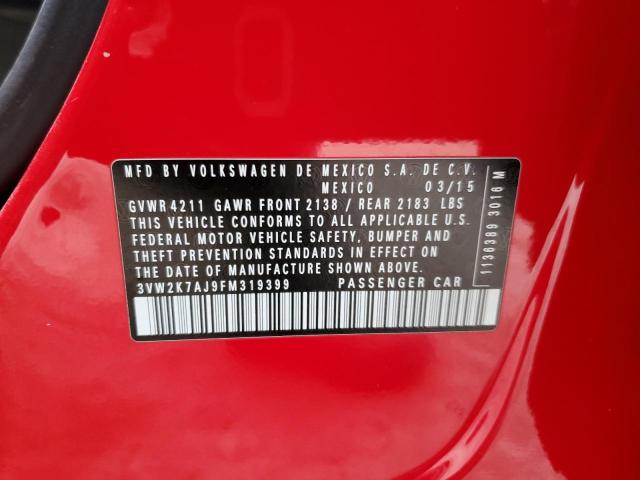 MFD BY VOLKSWAGEN DE MEXICO S.A. DE C.V.
MEXICO 03/15
GVWR 4211 GAWR FRONT 2138 / REAR 2183 LBS
THIS VEHICLE CONFORMS TO ALL APPLICABLE U.S.
FEDERAL MOTOR VEHICLE SAFETY, BUMPER AND
THEFT PREVENTION STANDARDS IN EFFECT ON
THE DATE OF MANUFACTURE SHOWN ABOVE.
3VW2K7AJ9FM319399 PASSENGER CAR
1136389 3016 M